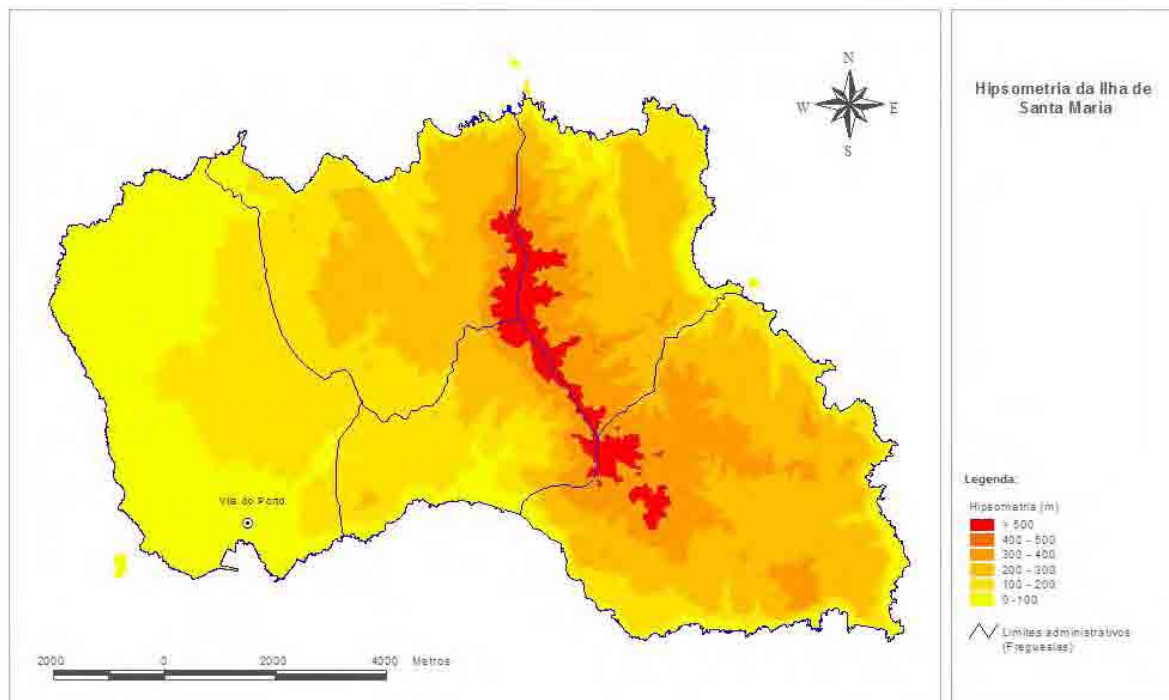 Hipsometria da Ilha de
Santa Maria
N
W
E
S
Vila do Porto
2000
0
2000
4000
Metros
Legenda:
Hipsometria (m)
> 500
400 - 500
300 - 400
200 - 300
100 - 200
0 -100
Limites administrativos
(Freguesias)